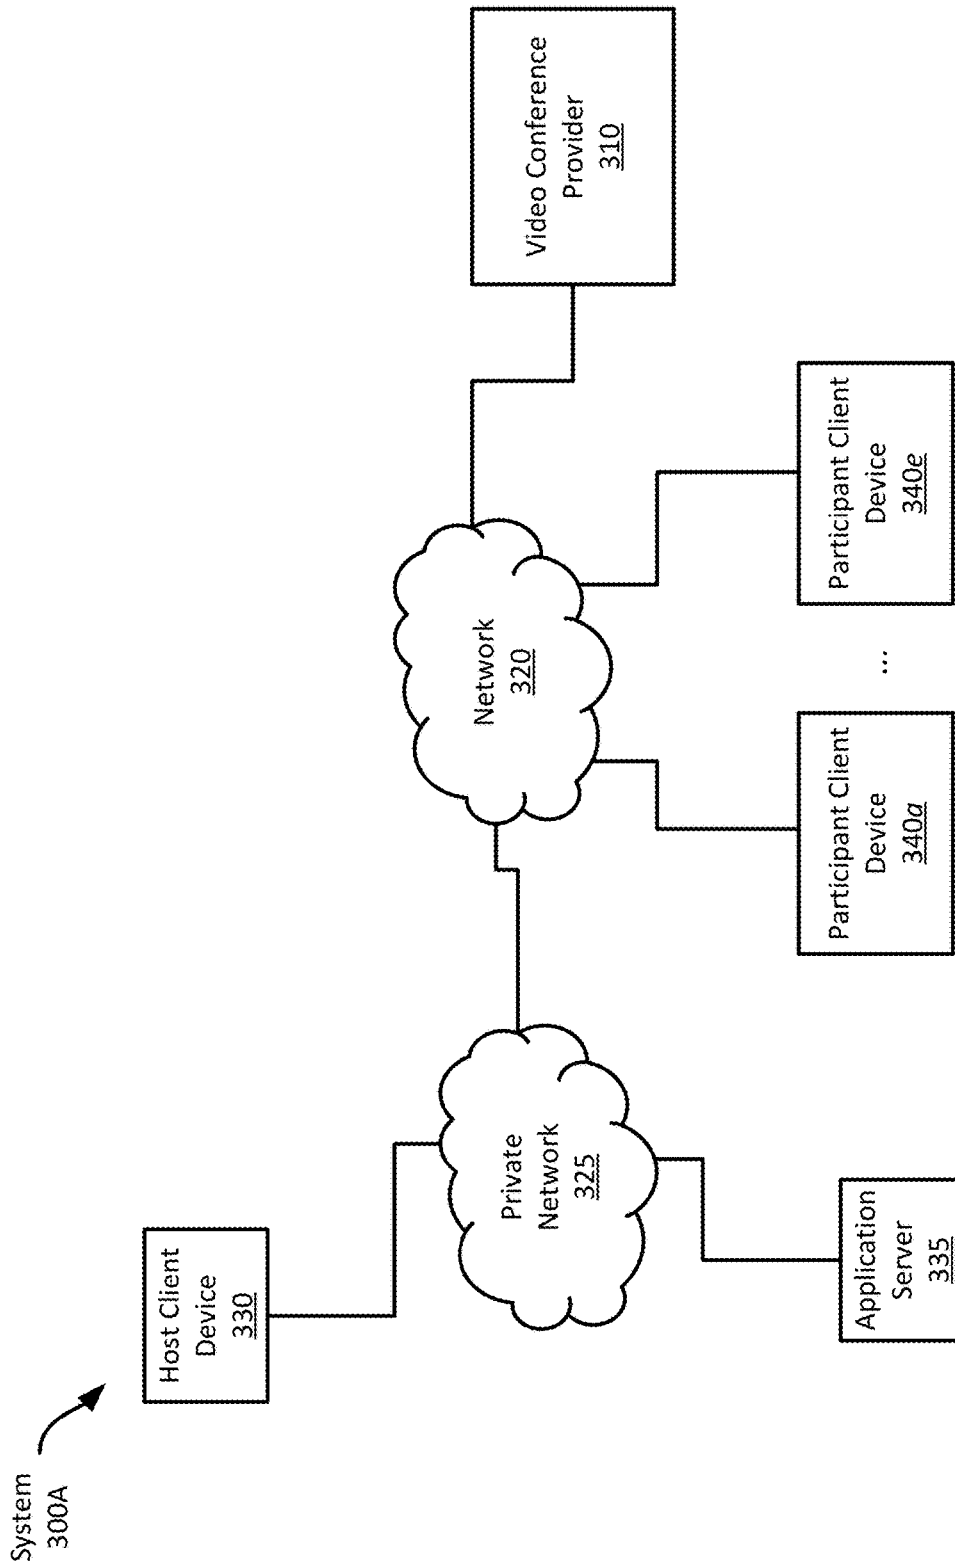 System
300A
Host Client
Device
330
Private
Network
325
Application
Server
335
Network
320
Participant Client
Device
340a
...
Participant Client
Device
340e
Video Conference
Provider
310